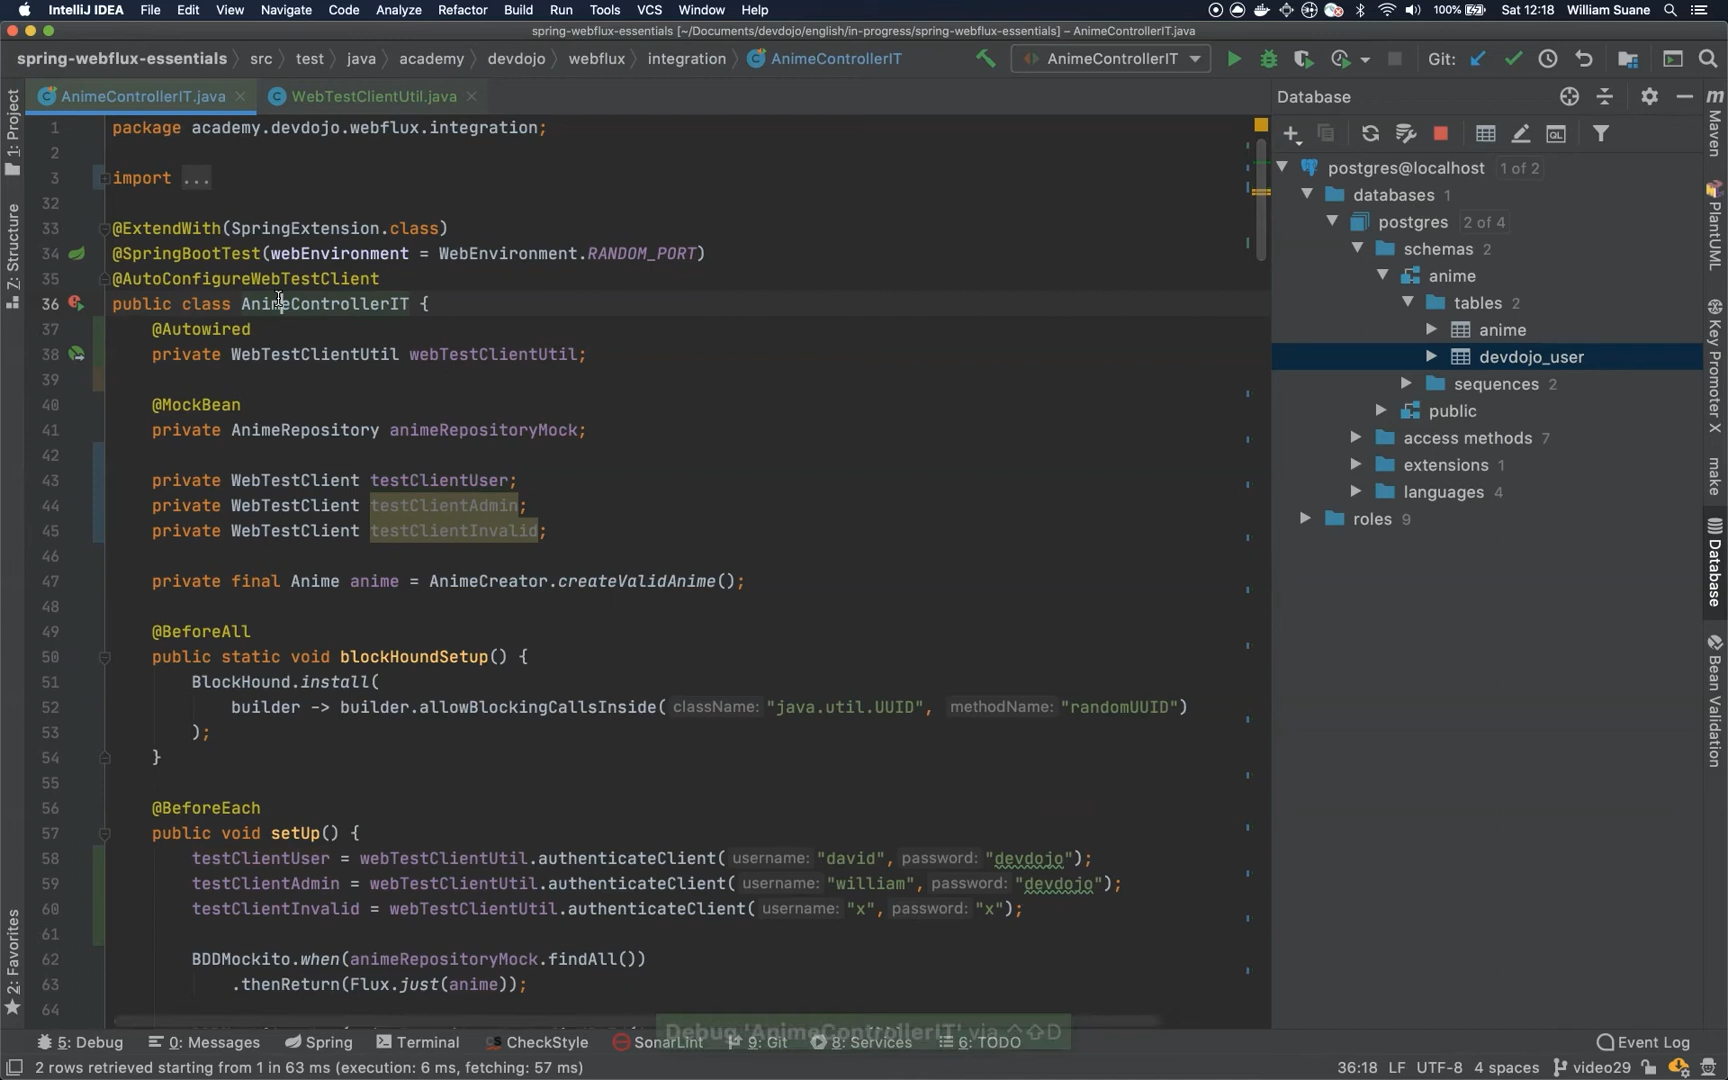 IntelliJ IDEA File Edit View Navigate Code Analyze Refactor Build Run Tools VCS Window Help 100% Sat 12:18 William Suane
spring-webflux-essentials [~/Documents/devdojo/english/in-progress/spring-webflux-essentials] – AnimeControllerIT.java
spring-webflux-essentials src test java academy devdojo webflux integration AnimeControllerIT AnimeControllerIT Git:
AnimeControllerIT.java WebTestClientUtil.java Database
1 package academy.devdojo.webflux.integration;
2
3 import ...
32
33 @ExtendWith(SpringExtension.class)
34 @SpringBootTest(webEnvironment = WebEnvironment.RANDOM_PORT)
35 @AutoConfigureWebTestClient
36 public class AnimeControllerIT {
37 @Autowired
38 private WebTestClientUtil webTestClientUtil;
39
40 @MockBean
41 private AnimeRepository animeRepositoryMock;
42
43 private WebTestClient testClientUser;
44 private WebTestClient testClientAdmin;
45 private WebTestClient testClientInvalid;
46
47 private final Anime anime = AnimeCreator.createValidAnime();
48
49 @BeforeAll
50 public static void blockHoundSetup() {
51 BlockHound.install(
52 builder -> builder.allowBlockingCallsInside( className: "java.util.UUID", methodName: "randomUUID")
53 );
54 }
55
56 @BeforeEach
57 public void setUp() {
58 testClientUser = webTestClientUtil.authenticateClient( username: "david", password: "devdojo");
59 testClientAdmin = webTestClientUtil.authenticateClient( username: "william", password: "devdojo");
60 testClientInvalid = webTestClientUtil.authenticateClient( username: "x", password: "x");
61
62 BDDMockito.when(animeRepositoryMock.findAll())
63 .thenReturn(Flux.just(anime));
64
postgres@localhost 1 of 2
databases 1
postgres 2 of 4
schemas 2
anime
tables 2
anime
devdojo_user
sequences 2
public
access methods 7
extensions 1
languages 4
roles 9
1: Project
Z: Structure
2: Favorites
Maven
PlantUML
Key Promoter X
make
Database
Bean Validation
Debug 'AnimeControllerIT' via ⌃⇧D
5: Debug 0: Messages Spring Terminal CheckStyle SonarLint 9: Git 8: Services 6: TODO Event Log
2 rows retrieved starting from 1 in 63 ms (execution: 6 ms, fetching: 57 ms) 36:18 LF UTF-8 4 spaces video29